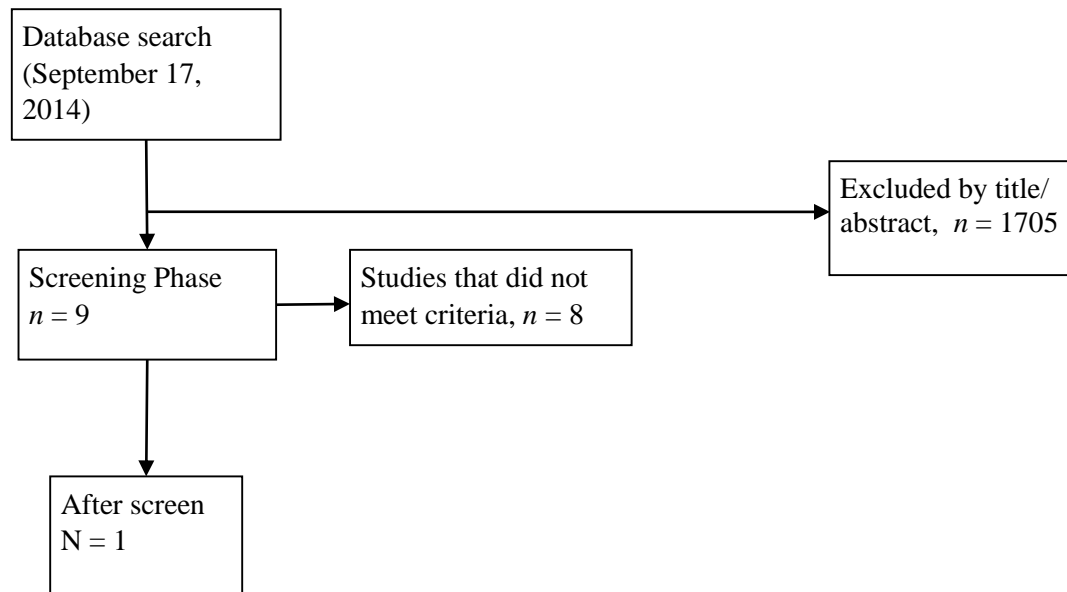 Database search
(September 17,
2014)
Excluded by title/
abstract, n = 1705
Screening Phase
n = 9
Studies that did not
meet criteria, n = 8
After screen
N = 1